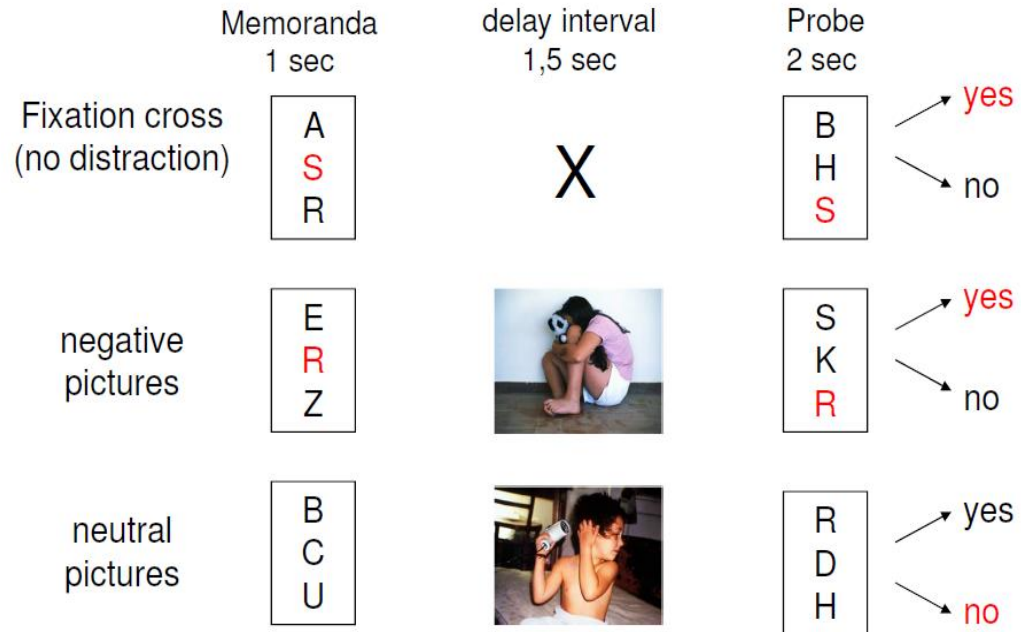 Memoranda
1 sec
delay interval
1,5 sec
Probe
2 sec
Fixation cross
(no distraction)
A
S
R
X
B
H
S
yes
no
negative
pictures
E
R
Z
S
K
R
yes
no
neutral
pictures
B
C
U
R
D
H
yes
no